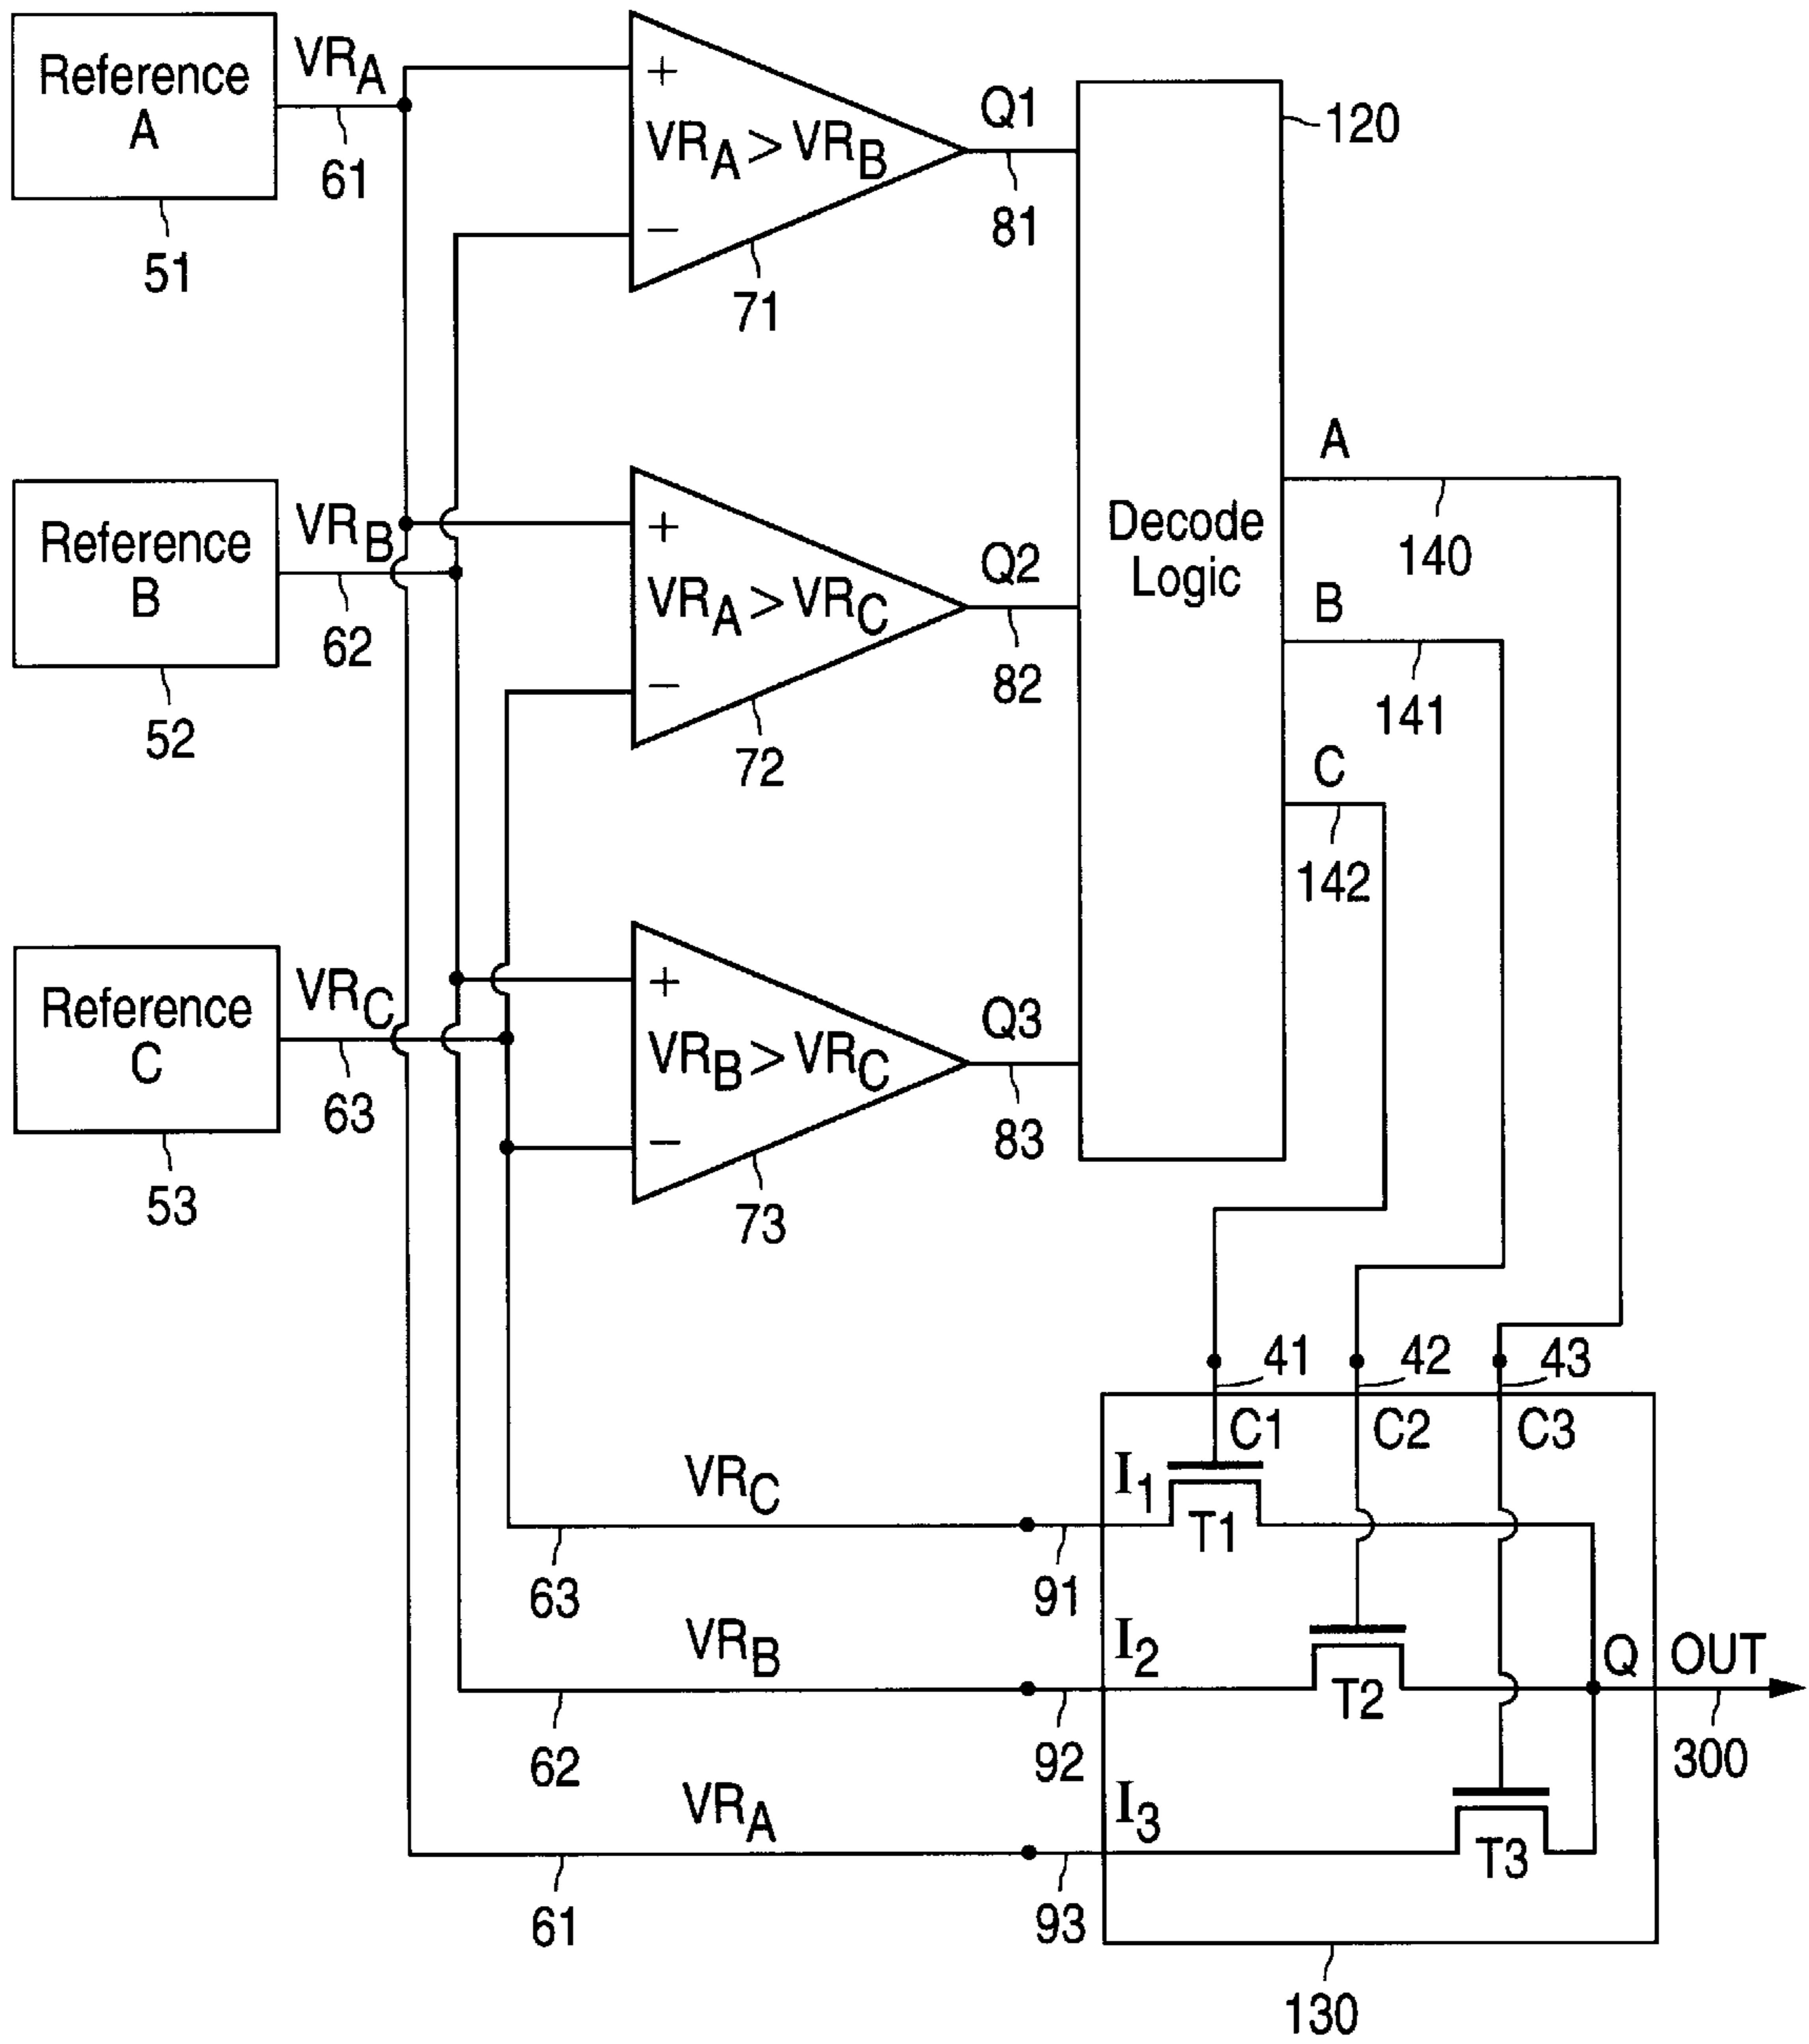 Reference
A
VRA
61
51
+
VRA > VRB
−
71
Q1
81
120
Reference
B
VRB
62
52
+
VRA > VRC
−
72
Q2
82
Decode
Logic
A
140
B
141
C
142
Reference
C
VRC
63
53
+
VRB > VRC
−
73
Q3
83
41
42
43
C1
C2
C3
VRC
I1
T1
63
91
VRB
I2
T2
Q
OUT
62
92
300
VRA
I3
T3
61
93
130